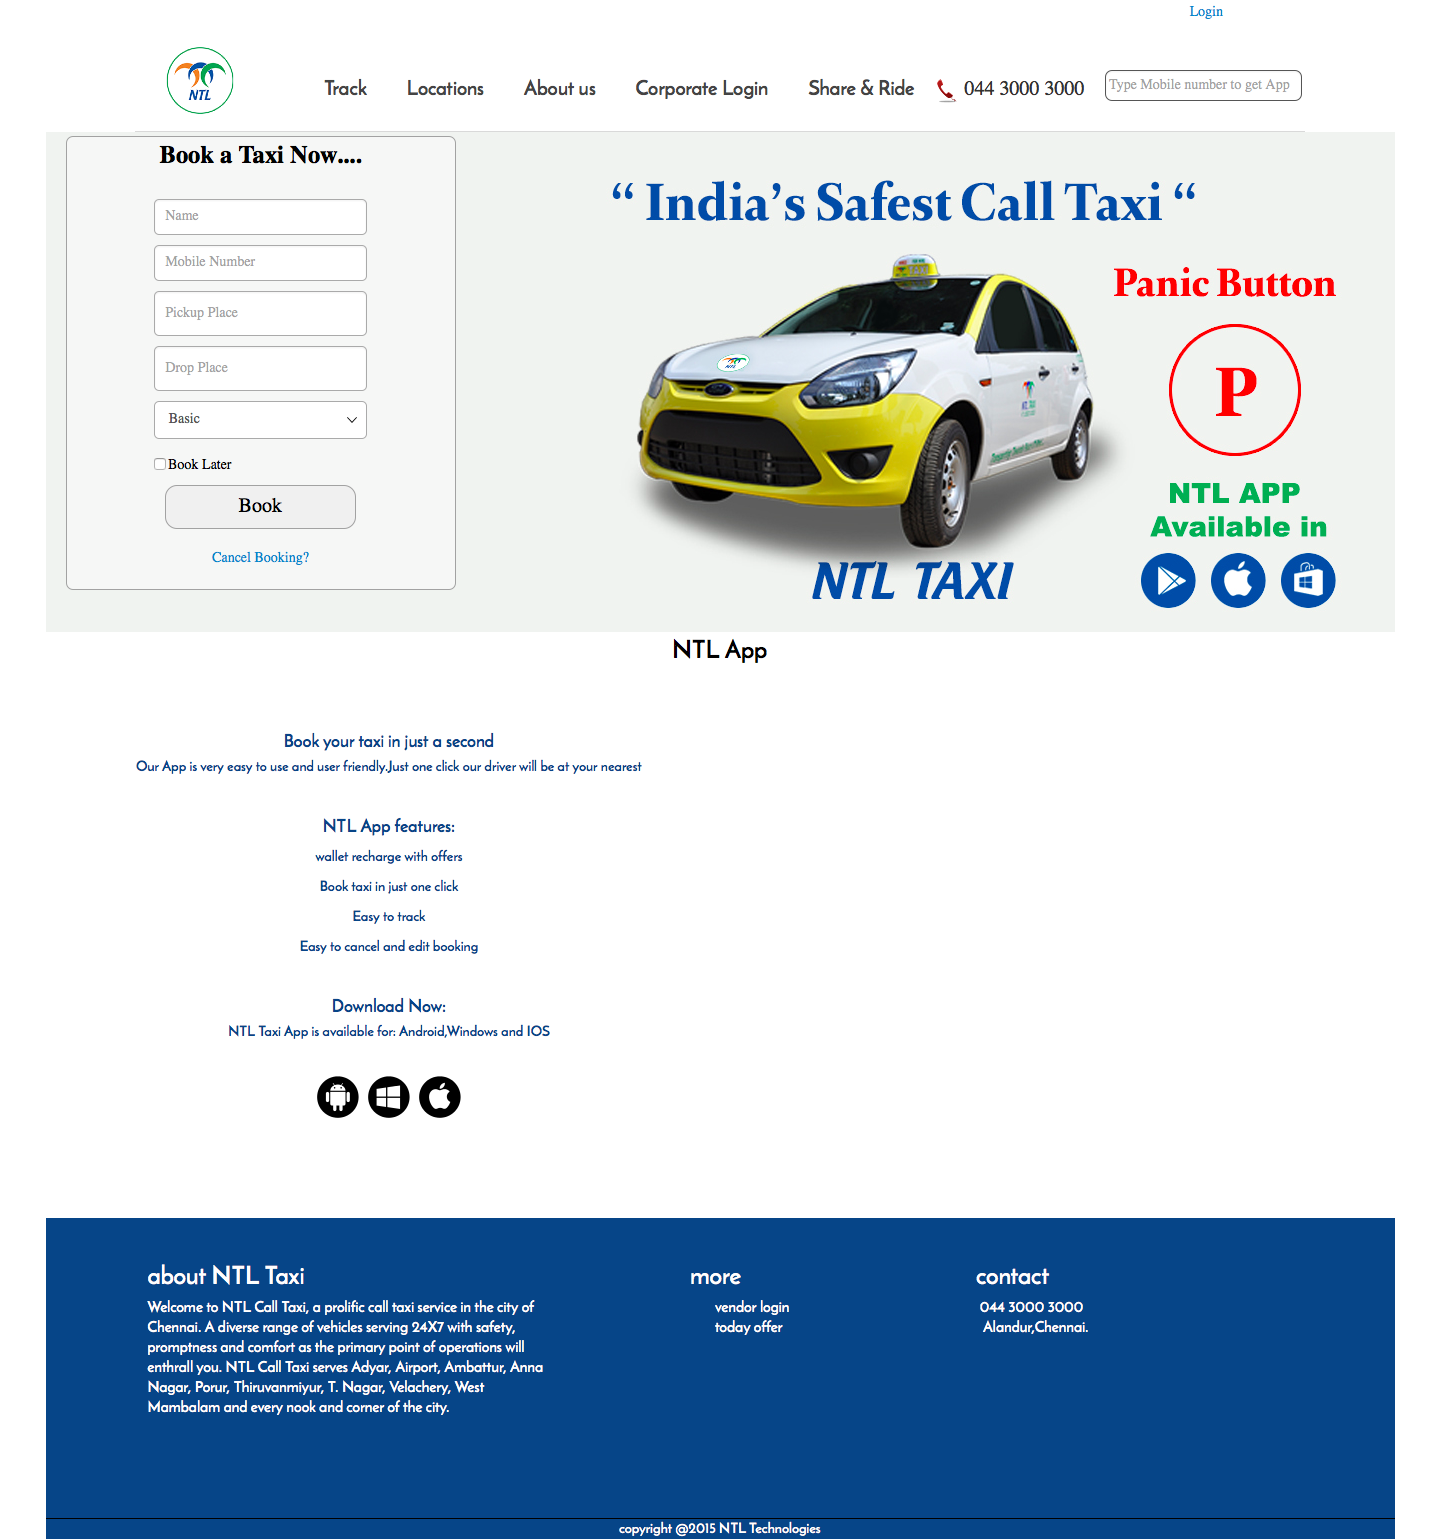 Login
NTL
Track
Locations
About us
Corporate Login
Share & Ride
044 3000 3000
Type Mobile number to get App
Book a Taxi Now....
Name
Mobile Number
Pickup Place
Drop Place
Basic
Book Later
Book
Cancel Booking?
“ India’s Safest Call Taxi “
Panic Button
P
NTL APP
Available in
NTL TAXI
NTL App
Book your taxi in just a second
Our App is very easy to use and user friendly.Just one click our driver will be at your nearest
NTL App features:
wallet recharge with offers
Book taxi in just one click
Easy to track
Easy to cancel and edit booking
Download Now:
NTL Taxi App is available for: Android,Windows and IOS
about NTL Taxi
Welcome to NTL Call Taxi, a prolific call taxi service in the city of
Chennai. A diverse range of vehicles serving 24X7 with safety,
promptness and comfort as the primary point of operations will
enthrall you. NTL Call Taxi serves Adyar, Airport, Ambattur, Anna
Nagar, Porur, Thiruvanmiyur, T. Nagar, Velachery, West
Mambalam and every nook and corner of the city.
more
vendor login
today offer
contact
044 3000 3000
Alandur,Chennai.
copyright @2015 NTL Technologies